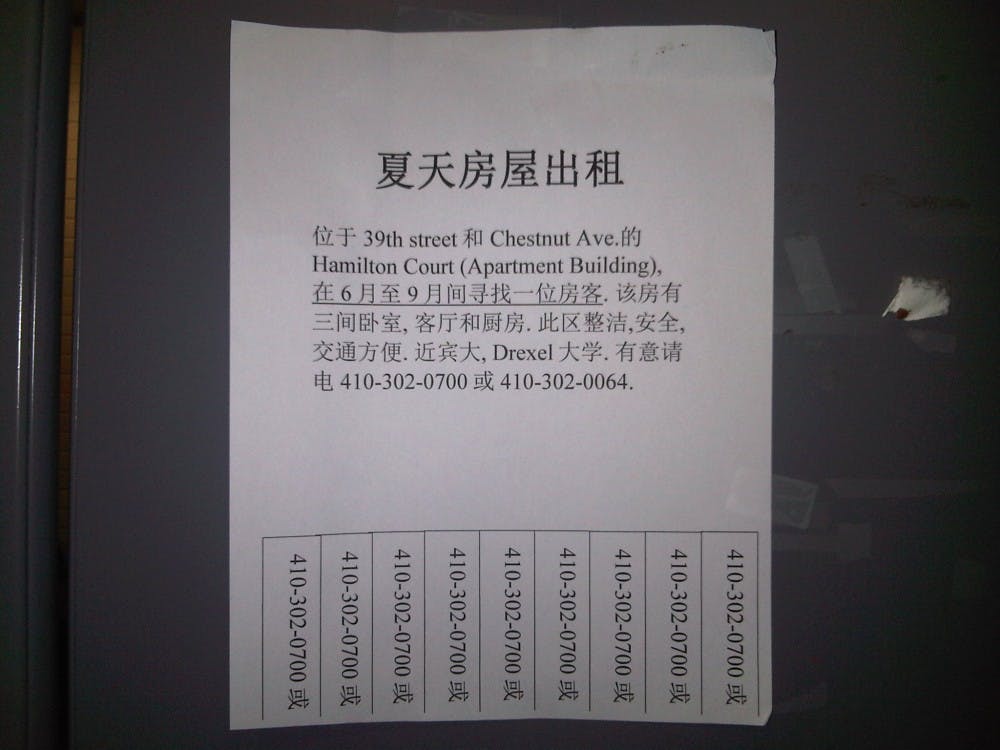 夏天房屋出租
位于 39th street 和 Chestnut Ave.的
Hamilton Court (Apartment Building),
在 6 月至 9 月间寻找一位房客. 该房有
三间卧室, 客厅和厨房. 此区整洁,安全,
交通方便. 近宾大, Drexel 大学. 有意请
电 410-302-0700 或 410-302-0064.
410-302-0700 或
410-302-0700 或
410-302-0700 或
410-302-0700 或
410-302-0700 或
410-302-0700 或
410-302-0700 或
410-302-0700 或
410-302-0700 或